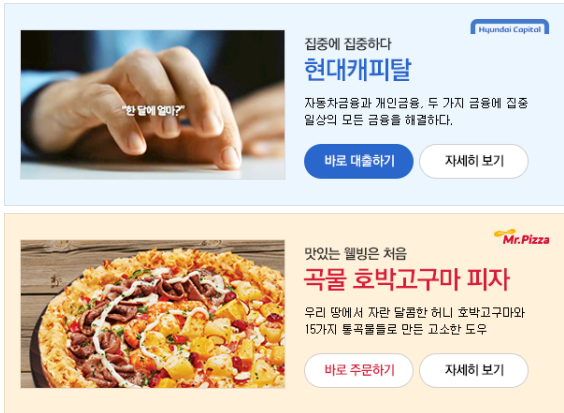 Hyundai Capital
집중에 집중하다
현대캐피탈
"한 달에 얼마?"
자동차금융과 개인금융, 두 가지 금융에 집중
일상의 모든 금융을 해결하다.
바로 대출하기
자세히 보기
Mr.Pizza
맛있는 웰빙은 처음
곡물 호박고구마 피자
우리 땅에서 자란 달콤한 허니 호박고구마와
15가지 통곡물들로 만든 고소한 도우
바로 주문하기
자세히 보기